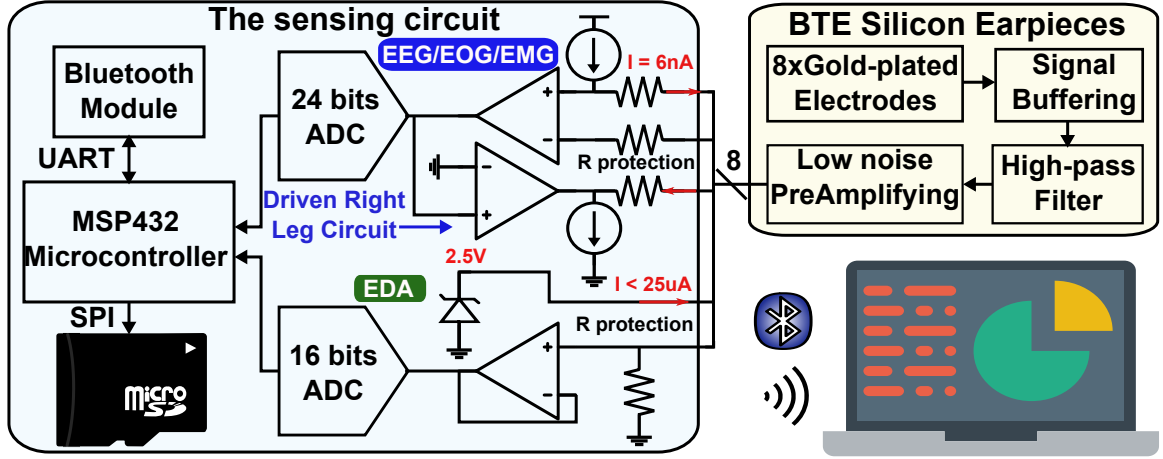 The sensing circuit
BTE Silicon Earpieces
Bluetooth
Module
24 bits
ADC
EEG/EOG/EMG
I = 6nA
8xGold-plated
Electrodes
Signal
Buffering
UART
R protection
8
Low noise
PreAmplifying
High-pass
Filter
MSP432
Microcontroller
Driven Right
Leg Circuit
2.5V
EDA
I < 25uA
SPI
R protection
16 bits
ADC
micro
SD
+
-
-
+
+
-